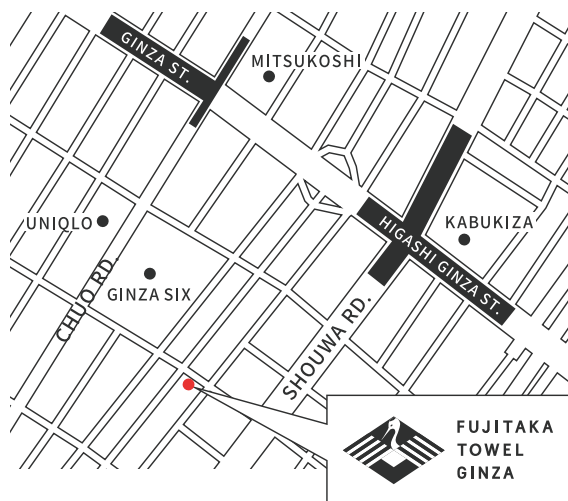 GINZA ST.
MITSUKOSHI
UNIQLO
KABUKIZA
HIGASHI GINZA ST.
CHUO RD.
GINZA SIX
SHOUWA RD.
FUJITAKA
TOWEL
GINZA